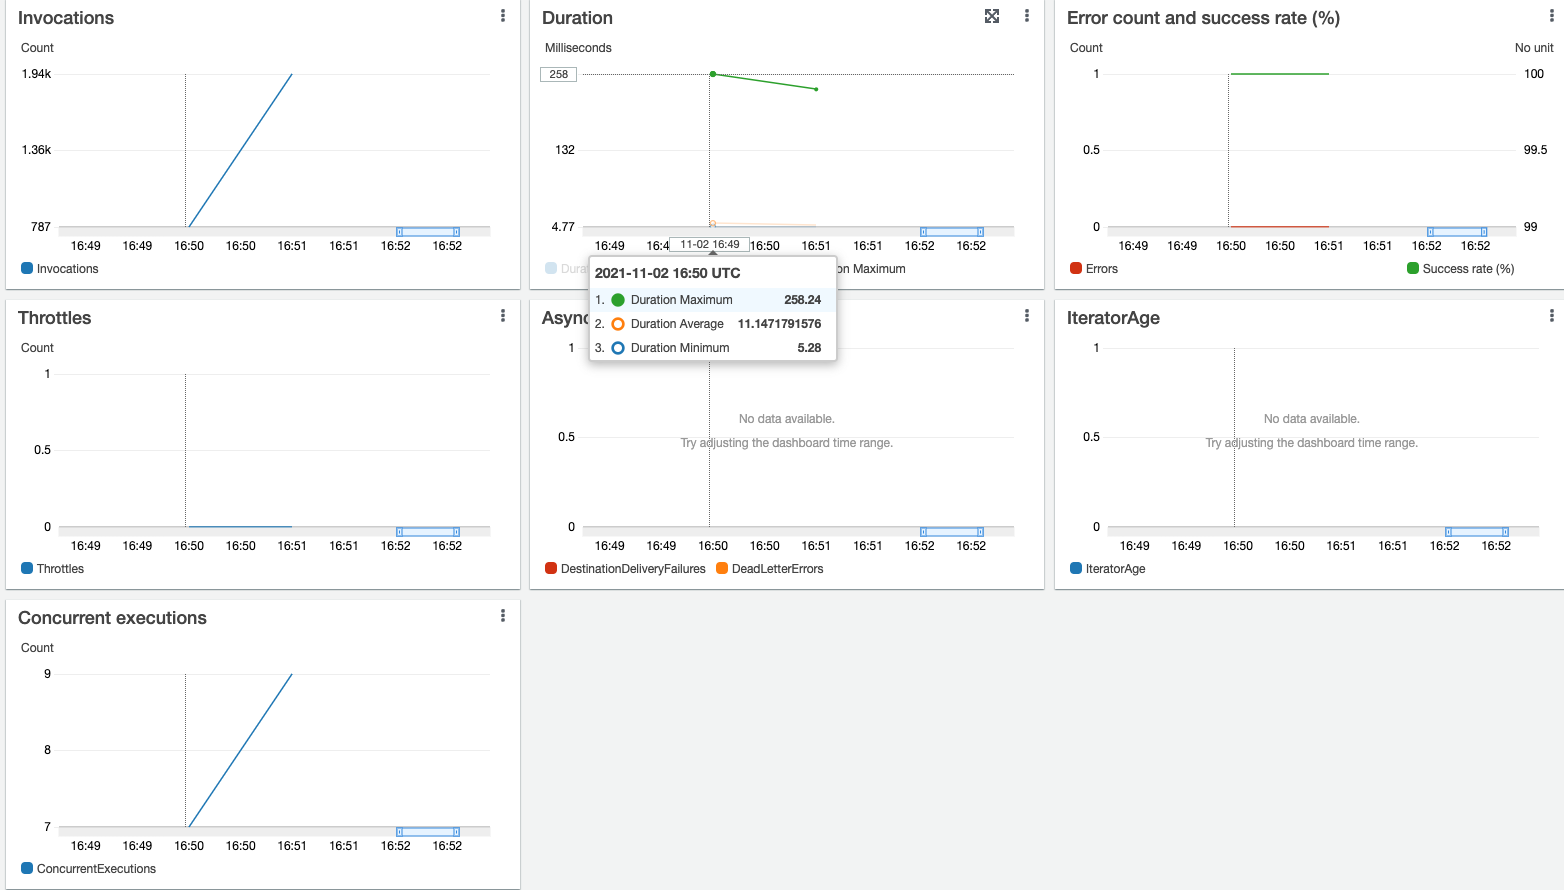 Invocations
Count
1.94k
1.36k
787
16:49 16:49 16:50 16:50 16:51 16:51 16:52 16:52
Invocations
Duration
Milliseconds
258
132
4.77
16:49 16:4 11-02 16:49 16:50 16:51 16:51 16:52 16:52
Dura on Maximum
2021-11-02 16:50 UTC
1. Duration Maximum 258.24
2. Duration Average 11.1471791576
3. Duration Minimum 5.28
Error count and success rate (%)
Count No unit
1 100
0.5 99.5
0 99
16:49 16:49 16:50 16:50 16:51 16:51 16:52 16:52
Errors Success rate (%)
Throttles
Count
1
0.5
0
16:49 16:49 16:50 16:50 16:51 16:51 16:52 16:52
Throttles
Async
1
No data available.
0.5 Try adjusting the dashboard time range.
0
16:49 16:49 16:50 16:50 16:51 16:51 16:52 16:52
DestinationDeliveryFailures DeadLetterErrors
IteratorAge
1
No data available.
0.5 Try adjusting the dashboard time range.
0
16:49 16:49 16:50 16:50 16:51 16:51 16:52 16:52
IteratorAge
Concurrent executions
Count
9
8
7
16:49 16:49 16:50 16:50 16:51 16:51 16:52 16:52
ConcurrentExecutions